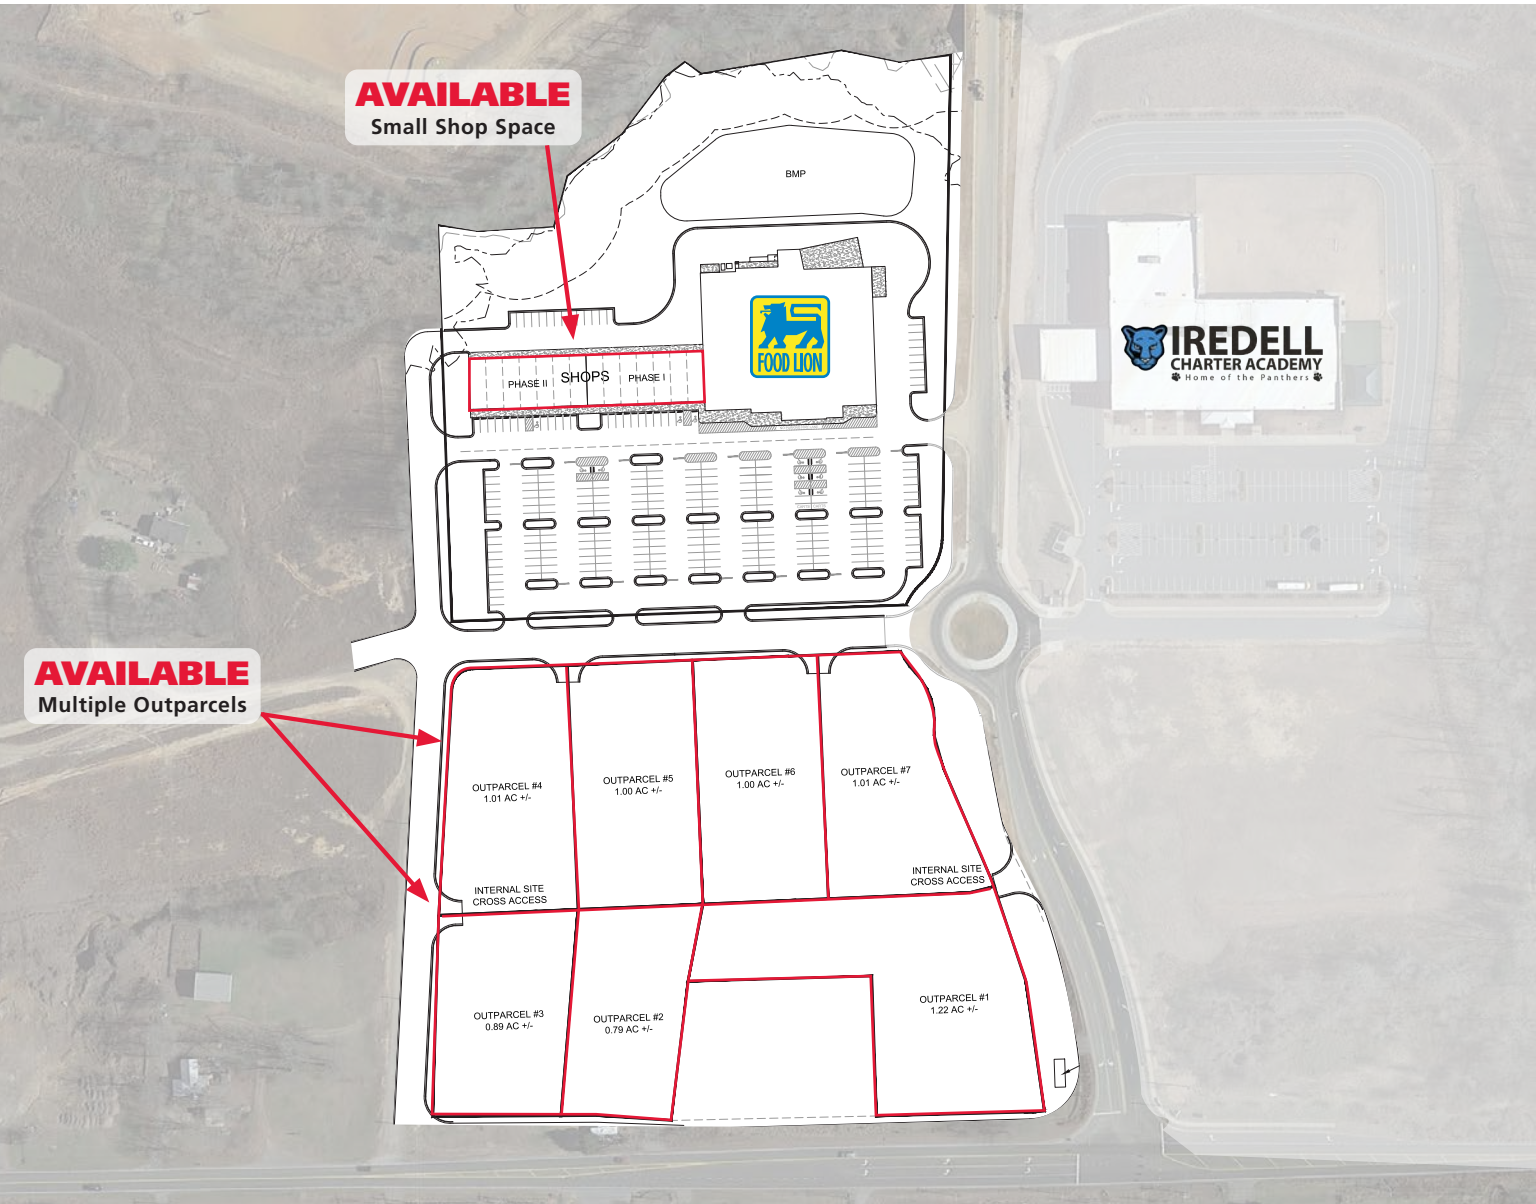 AVAILABLE
Small Shop Space
BMP
FOOD LION
IREDELL
CHARTER ACADEMY
Home of the Panthers
PHASE II
SHOPS
PHASE I
AVAILABLE
Multiple Outparcels
OUTPARCEL #4
1.01 AC +/-
OUTPARCEL #5
1.00 AC +/-
OUTPARCEL #6
1.00 AC +/-
OUTPARCEL #7
1.01 AC +/-
INTERNAL SITE
CROSS ACCESS
INTERNAL SITE
CROSS ACCESS
OUTPARCEL #3
0.89 AC +/-
OUTPARCEL #2
0.79 AC +/-
OUTPARCEL #1
1.22 AC +/-